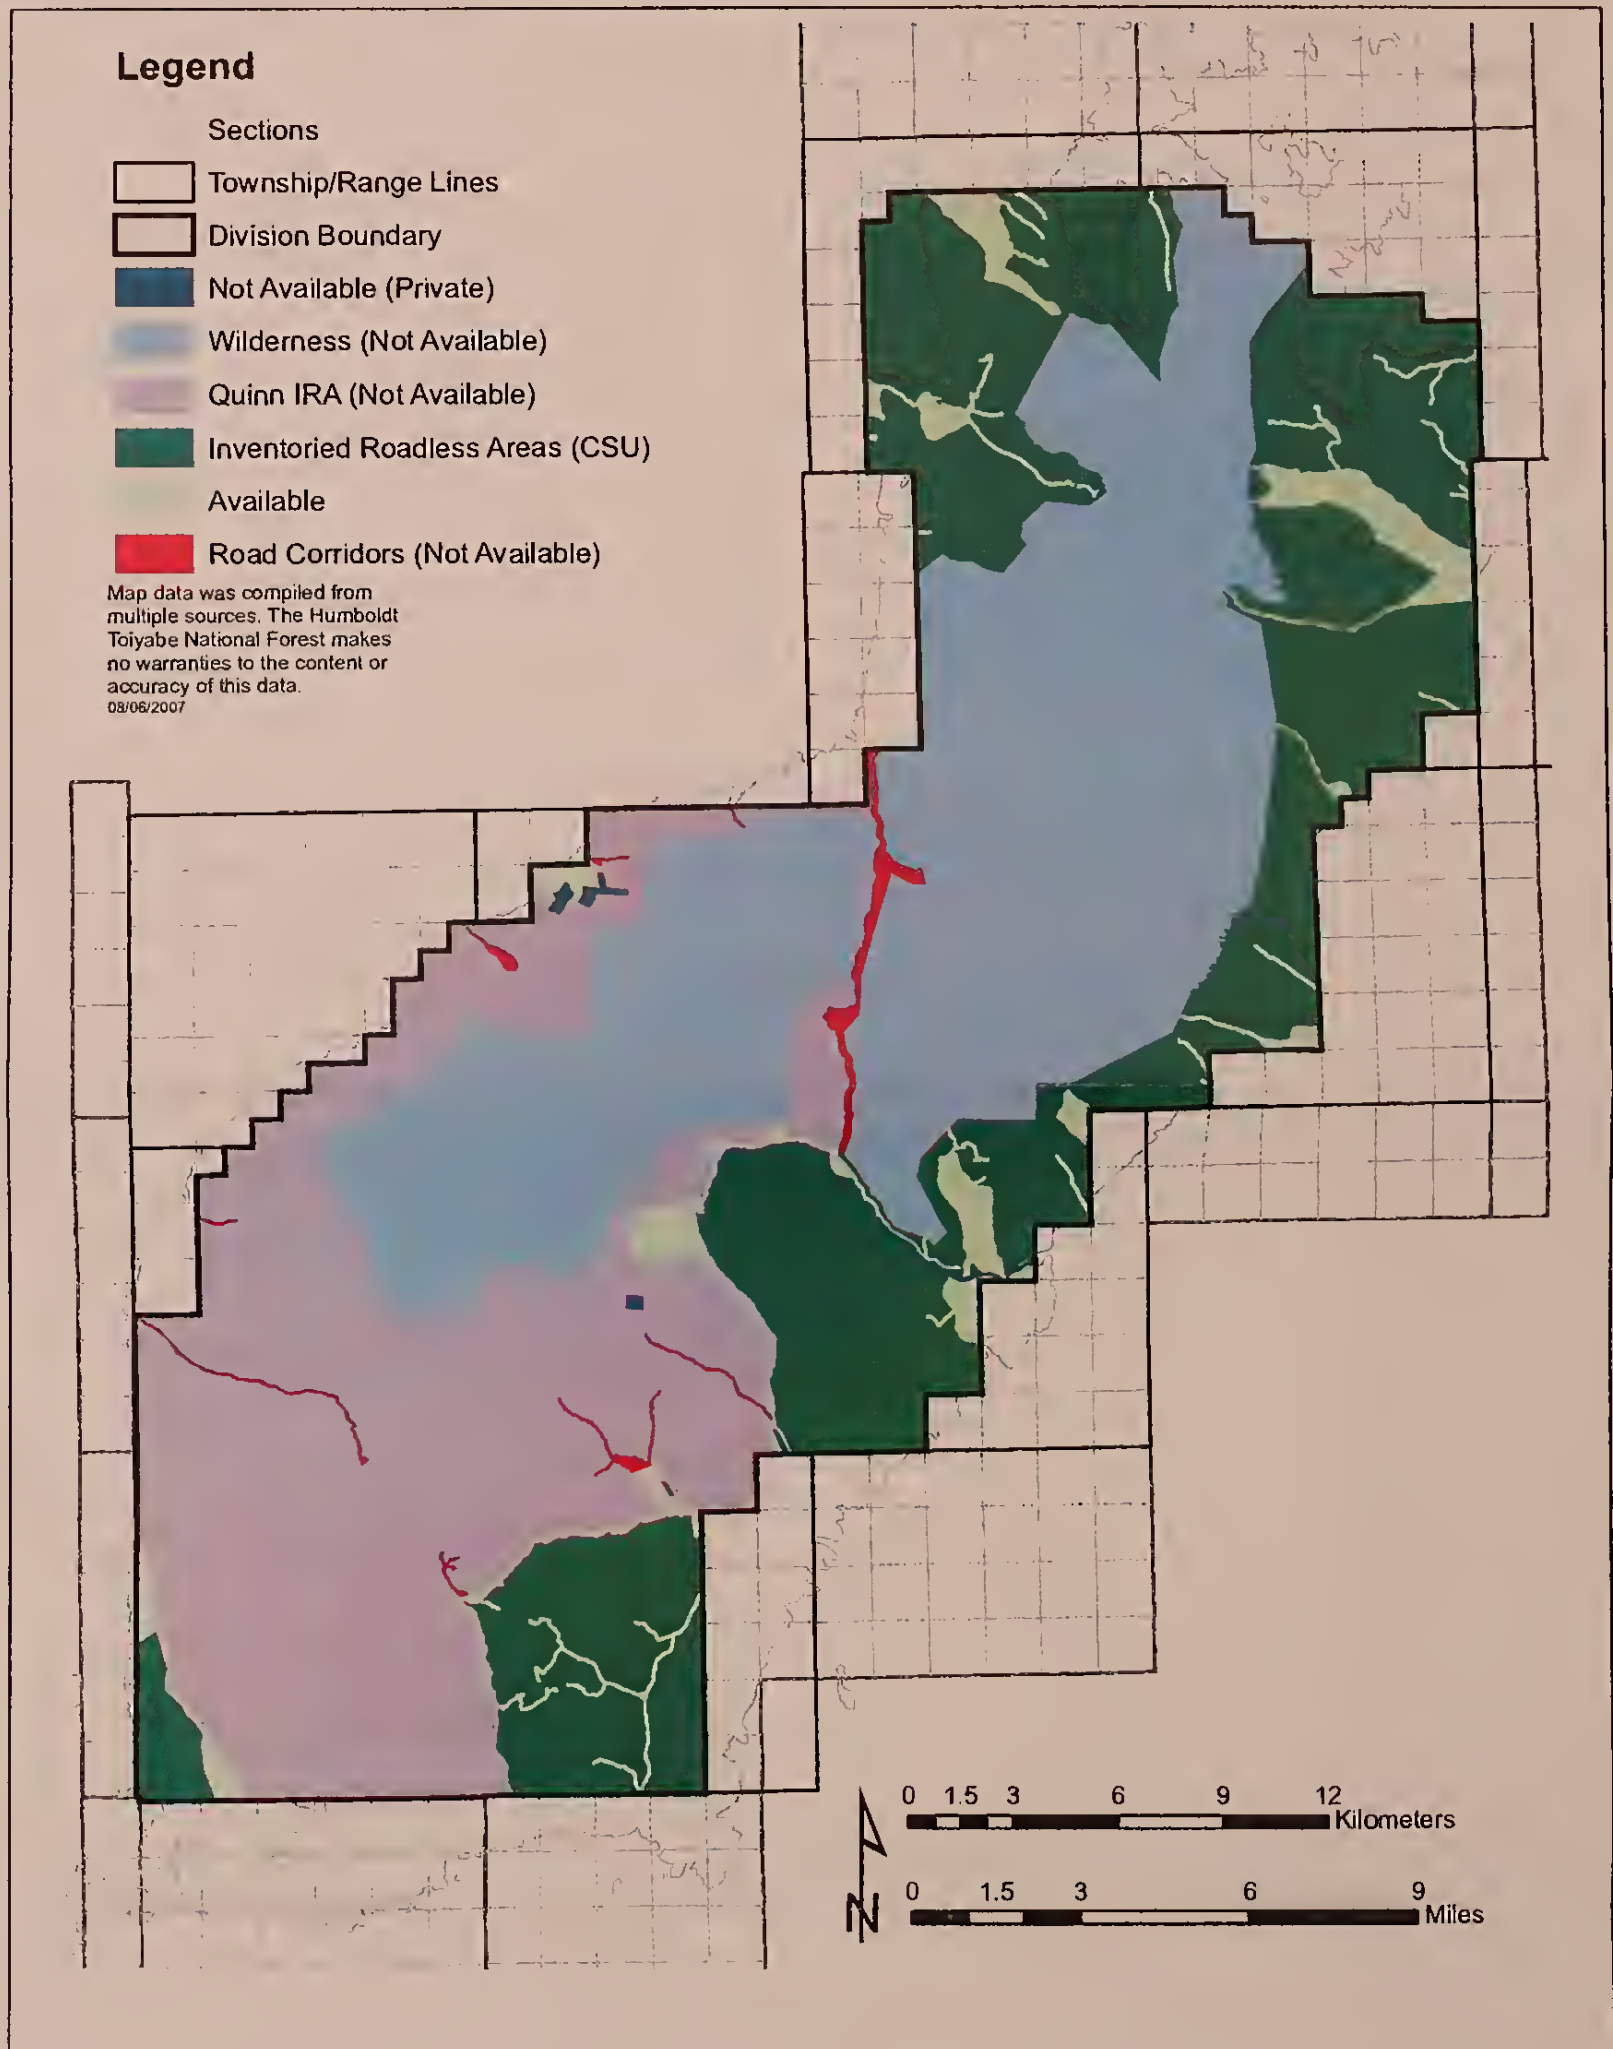 Legend
Sections
Township/Range Lines
Division Boundary
Not Available (Private)
Wilderness (Not Available)
Quinn IRA (Not Available)
Inventoried Roadless Areas (CSU)
Available
Road Corridors (Not Available)
Map data was compiled from
multiple sources. The Humboldt
Toiyabe National Forest makes
no warranties to the content or
accuracy of this data.
08/06/2007
0 1.5 3 6 9 12
Kilometers
0 1.5 3 6 9
Miles
N